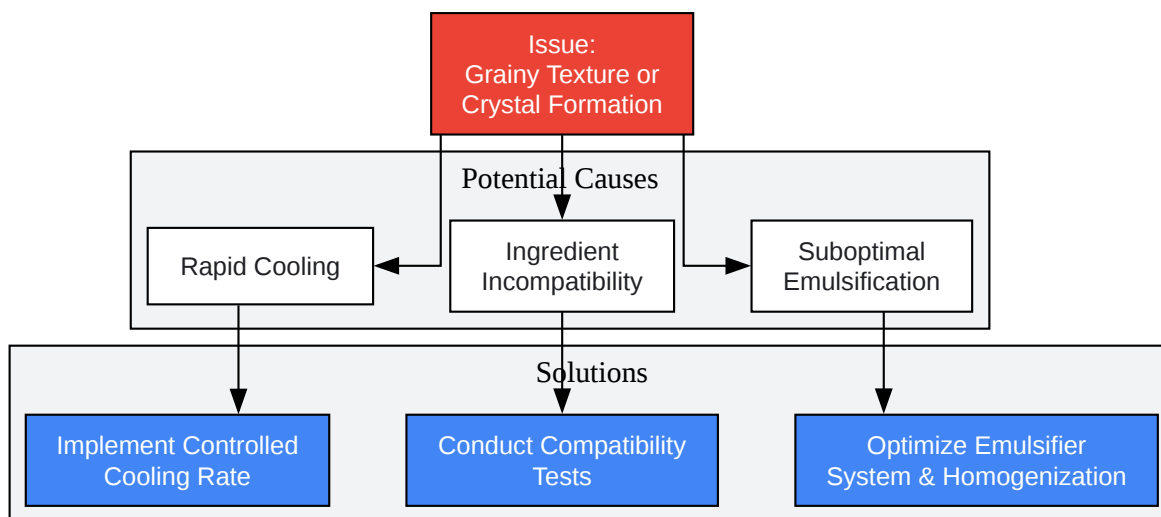 Issue:
Grainy Texture or
Crystal Formation
Potential Causes
Rapid Cooling
Ingredient
Incompatibility
Suboptimal
Emulsification
Solutions
Implement Controlled
Cooling Rate
Conduct Compatibility
Tests
Optimize Emulsifier
System & Homogenization